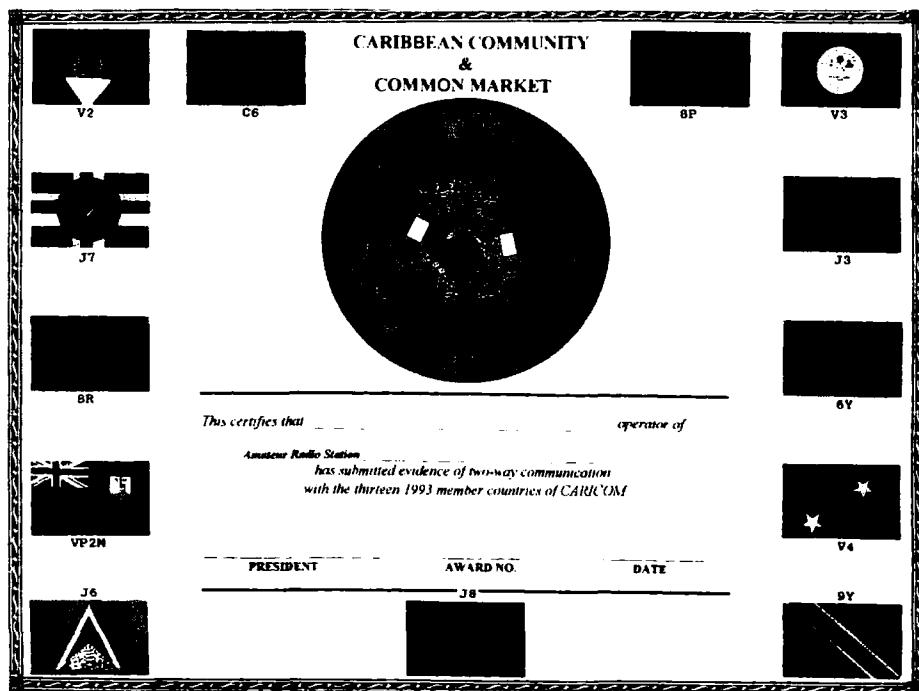 CARIBBEAN COMMUNITY
&
COMMON MARKET
V2
C6
8P
V3
J7
J3
8R
6Y
This certifies that operator of
Amateur Radio Station
has submitted evidence of two-way communication
with the thirteen 1993 member countries of CARICOM
VP2M
V4
PRESIDENT AWARD NO. DATE
J6
J8
9Y